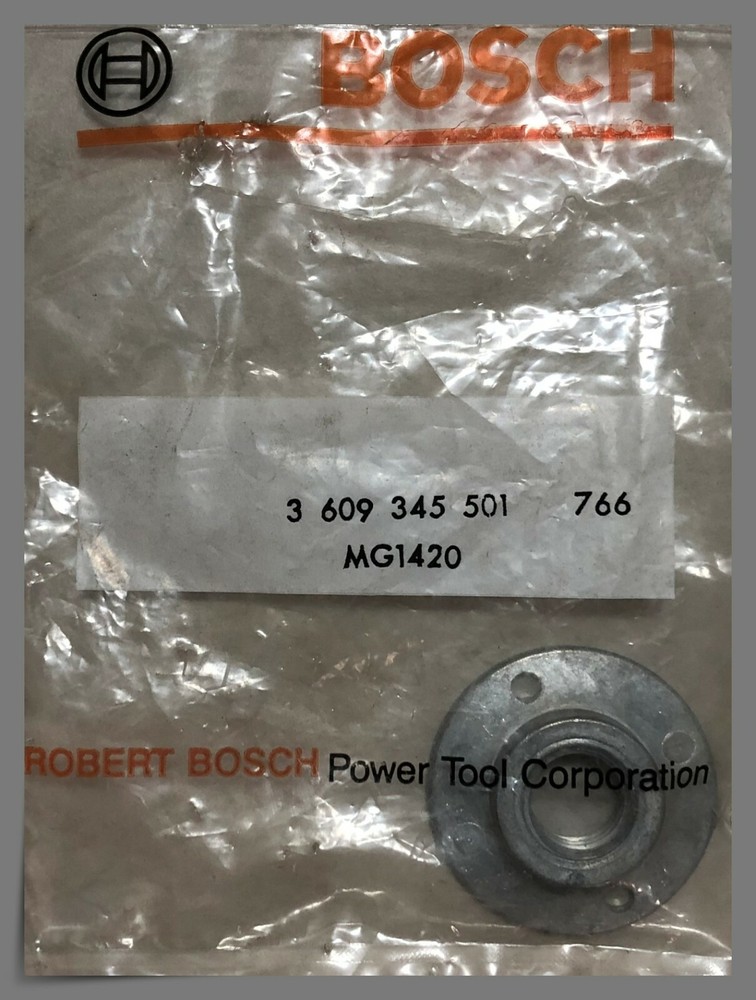 BOSCH
3 609 345 501 766
MG1420
ROBERT BOSCH Power Tool Corporation